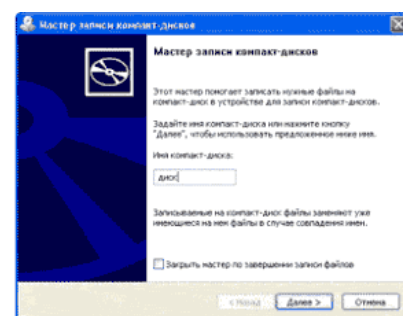 Мастер записи компакт-дисков
Мастер записи компакт-дисков
Этот мастер помогает записать нужные файлы на
компакт-диск в устройстве для записи компакт-дисков.
Задайте имя компакт-диска или нажмите кнопку
"Далее", чтобы использовать предложенное ниже имя.
Имя компакт-диска:
диск
Записываемые на компакт-диск файлы заменяют уже
имеющиеся на нем файлы в случае совпадения имен.
Закрыть мастер по завершении записи файлов
< Назад Далее > Отмена